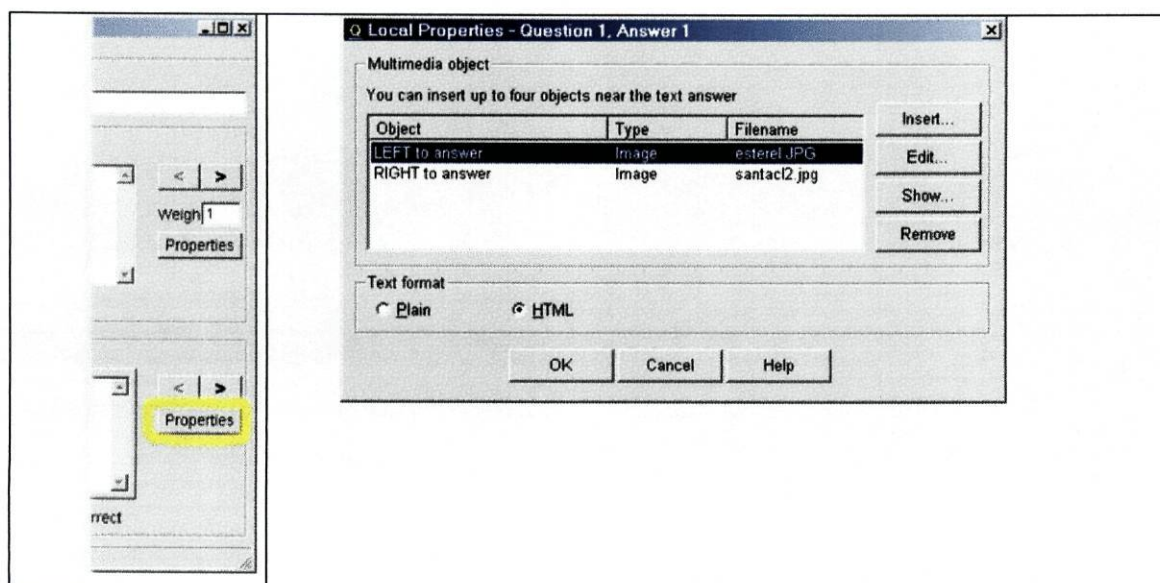 < >
Weigh 1
Properties
< >
Properties
rrect
Local Properties - Question 1, Answer 1
Multimedia object
You can insert up to four objects near the text answer
Object Type Filename
LEFT to answer Image esterel.JPG
RIGHT to answer Image santacl2.jpg
Insert...
Edit...
Show...
Remove
Text format
Plain HTML
OK Cancel Help